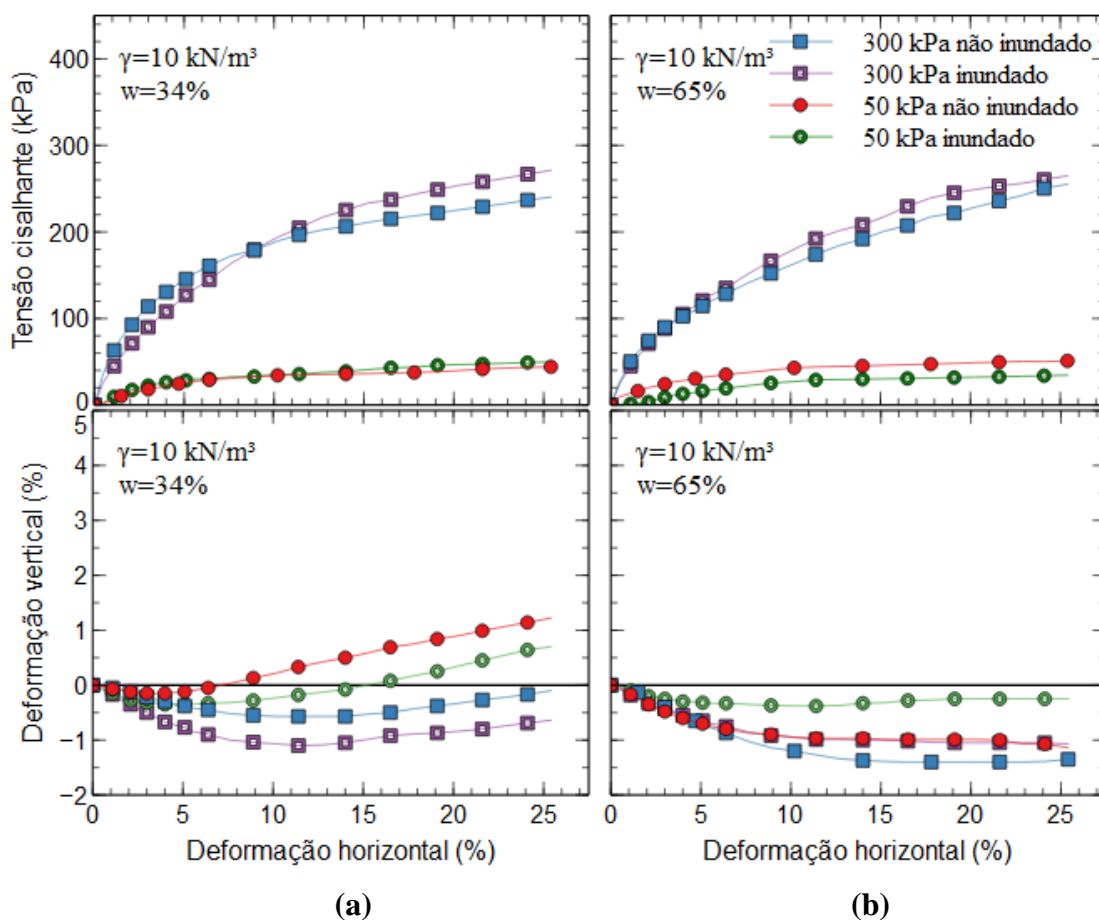 Tensão cisalhante (kPa)
400
300
200
100
0
γ=10 kN/m³
w=34%
γ=10 kN/m³
w=65%
300 kPa não inundado
300 kPa inundado
50 kPa não inundado
50 kPa inundado
Deformação vertical (%)
5
4
3
2
1
0
−1
−2
γ=10 kN/m³
w=34%
γ=10 kN/m³
w=65%
0 5 10 15 20 25
0 5 10 15 20 25
Deformação horizontal (%)
Deformação horizontal (%)
(a)
(b)